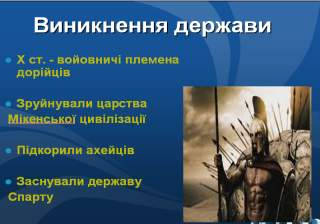 Виникнення держави
X ст. - войовничі племена
дорійців
Зруйнували царства
Мікенської цивілізації
Підкорили ахейців
Заснували державу
Спарту